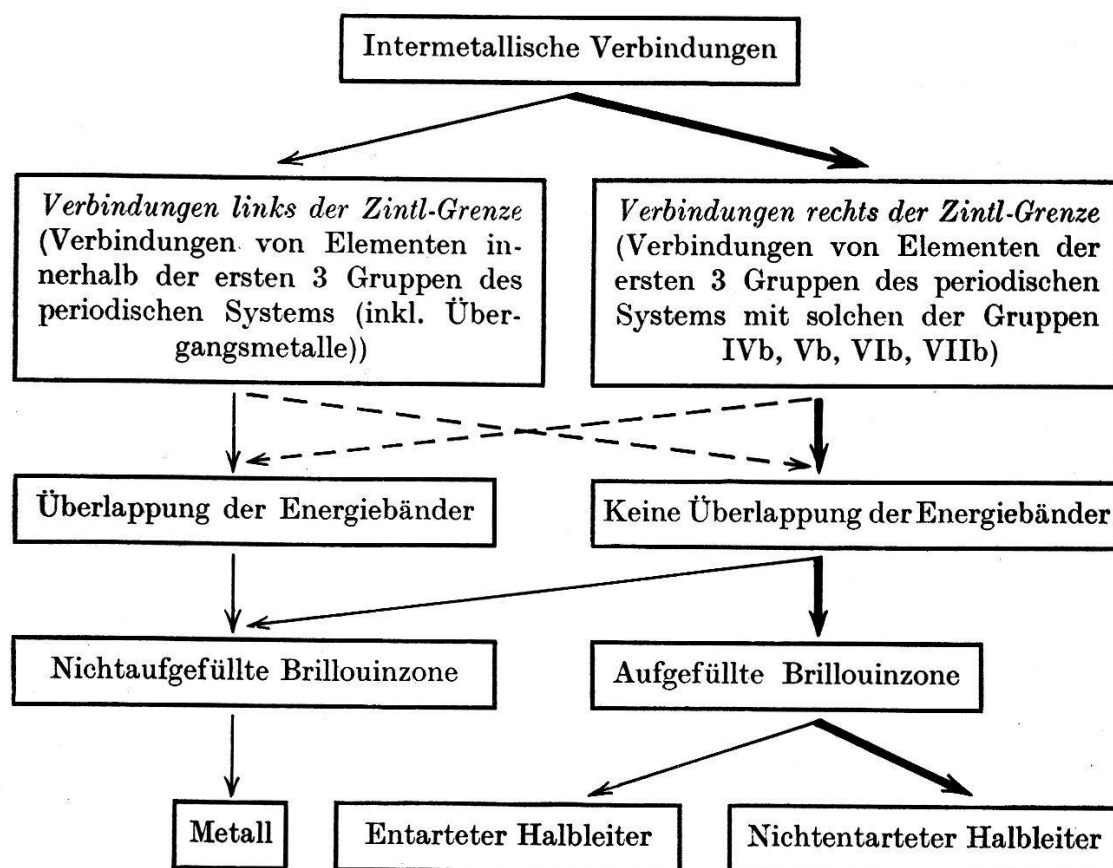 Intermetallische Verbindungen
Verbindungen links der Zintl-Grenze
(Verbindungen von Elementen in-
nerhalb der ersten 3 Gruppen des
periodischen Systems (inkl. Über-
gangsmetalle))
Verbindungen rechts der Zintl-Grenze
(Verbindungen von Elementen der
ersten 3 Gruppen des periodischen
Systems mit solchen der Gruppen
IVb, Vb, VIb, VIIb)
Überlappung der Energiebänder
Keine Überlappung der Energiebänder
Nichtaufgefüllte Brillouinzone
Aufgefüllte Brillouinzone
Metall
Entarteter Halbleiter
Nichtentarteter Halbleiter